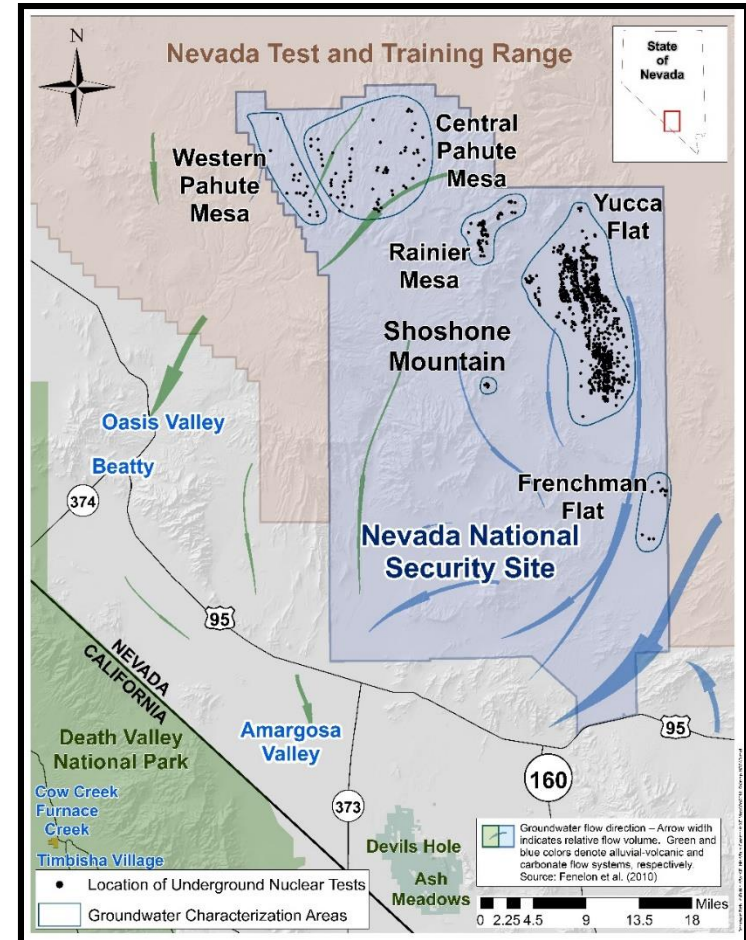 N
Nevada Test and Training Range
State
of
Nevada
Western
Pahute
Mesa
Central
Pahute
Mesa
Yucca
Flat
Rainier
Mesa
Shoshone
Mountain
Oasis Valley
Beatty
374
Frenchman
Flat
Nevada National
Security Site
95
NEVADA
CALIFORNIA
Death Valley
National Park
Amargosa
Valley
95
160
373
Cow Creek
Furnace
Creek
Timbisha Village
Devils Hole
Ash
Meadows
Groundwater flow direction – Arrow width
indicates relative flow volume. Green and
blue colors denote alluvial-volcanic and
carbonate flow systems, respectively.
Source: Fenelon et al. (2010)
Location of Underground Nuclear Tests
Groundwater Characterization Areas
Miles
0 2.25 4.5 9 13.5 18